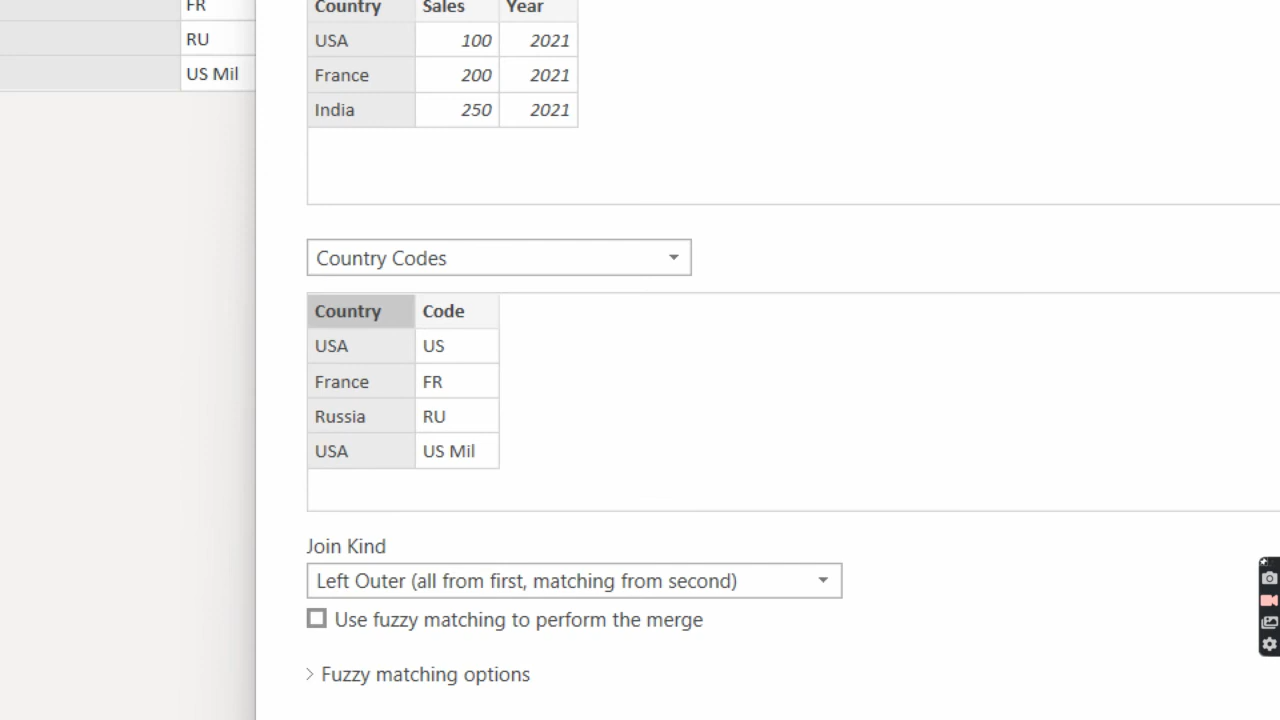 FR
RU
US Mil
Country Sales Year
USA 100 2021
France 200 2021
India 250 2021
Country Codes
Country Code
USA US
France FR
Russia RU
USA US Mil
Join Kind
Left Outer (all from first, matching from second)
Use fuzzy matching to perform the merge
Fuzzy matching options